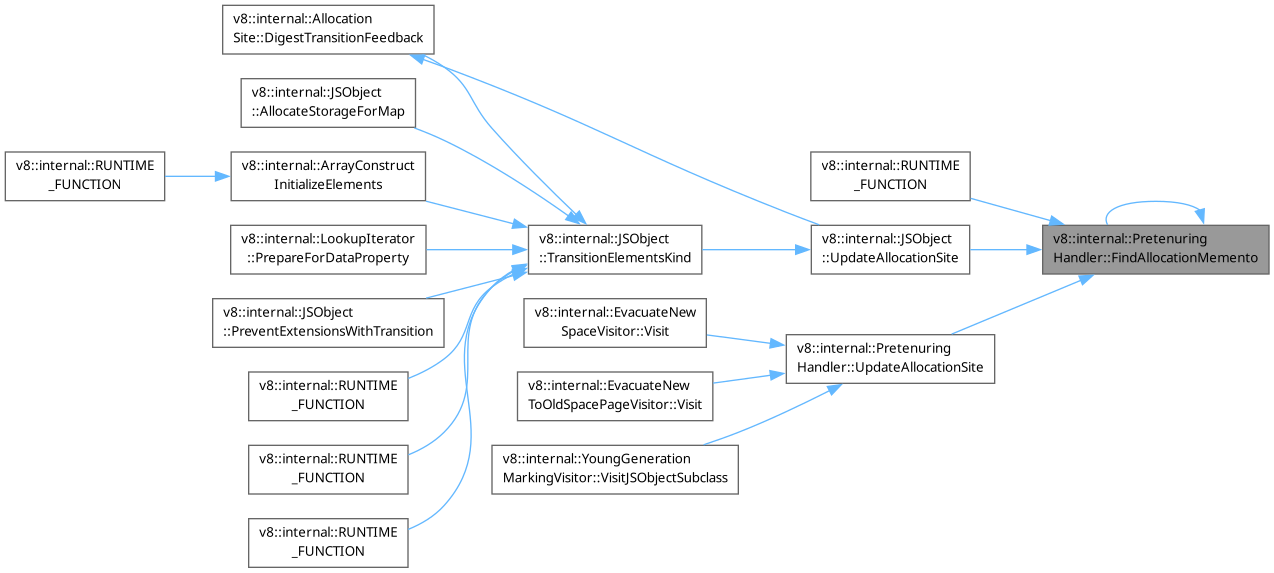 v8::internal::Allocation
Site::DigestTransitionFeedback
v8::internal::JSObject
::AllocateStorageForMap
v8::internal::RUNTIME
_FUNCTION
v8::internal::ArrayConstruct
InitializeElements
v8::internal::LookupIterator
::PrepareForDataProperty
v8::internal::JSObject
::PreventExtensionsWithTransition
v8::internal::RUNTIME
_FUNCTION
v8::internal::RUNTIME
_FUNCTION
v8::internal::RUNTIME
_FUNCTION
v8::internal::JSObject
::TransitionElementsKind
v8::internal::EvacuateNew
SpaceVisitor::Visit
v8::internal::EvacuateNew
ToOldSpacePageVisitor::Visit
v8::internal::YoungGeneration
MarkingVisitor::VisitJSObjectSubclass
v8::internal::RUNTIME
_FUNCTION
v8::internal::JSObject
::UpdateAllocationSite
v8::internal::Pretenuring
Handler::UpdateAllocationSite
v8::internal::Pretenuring
Handler::FindAllocationMemento